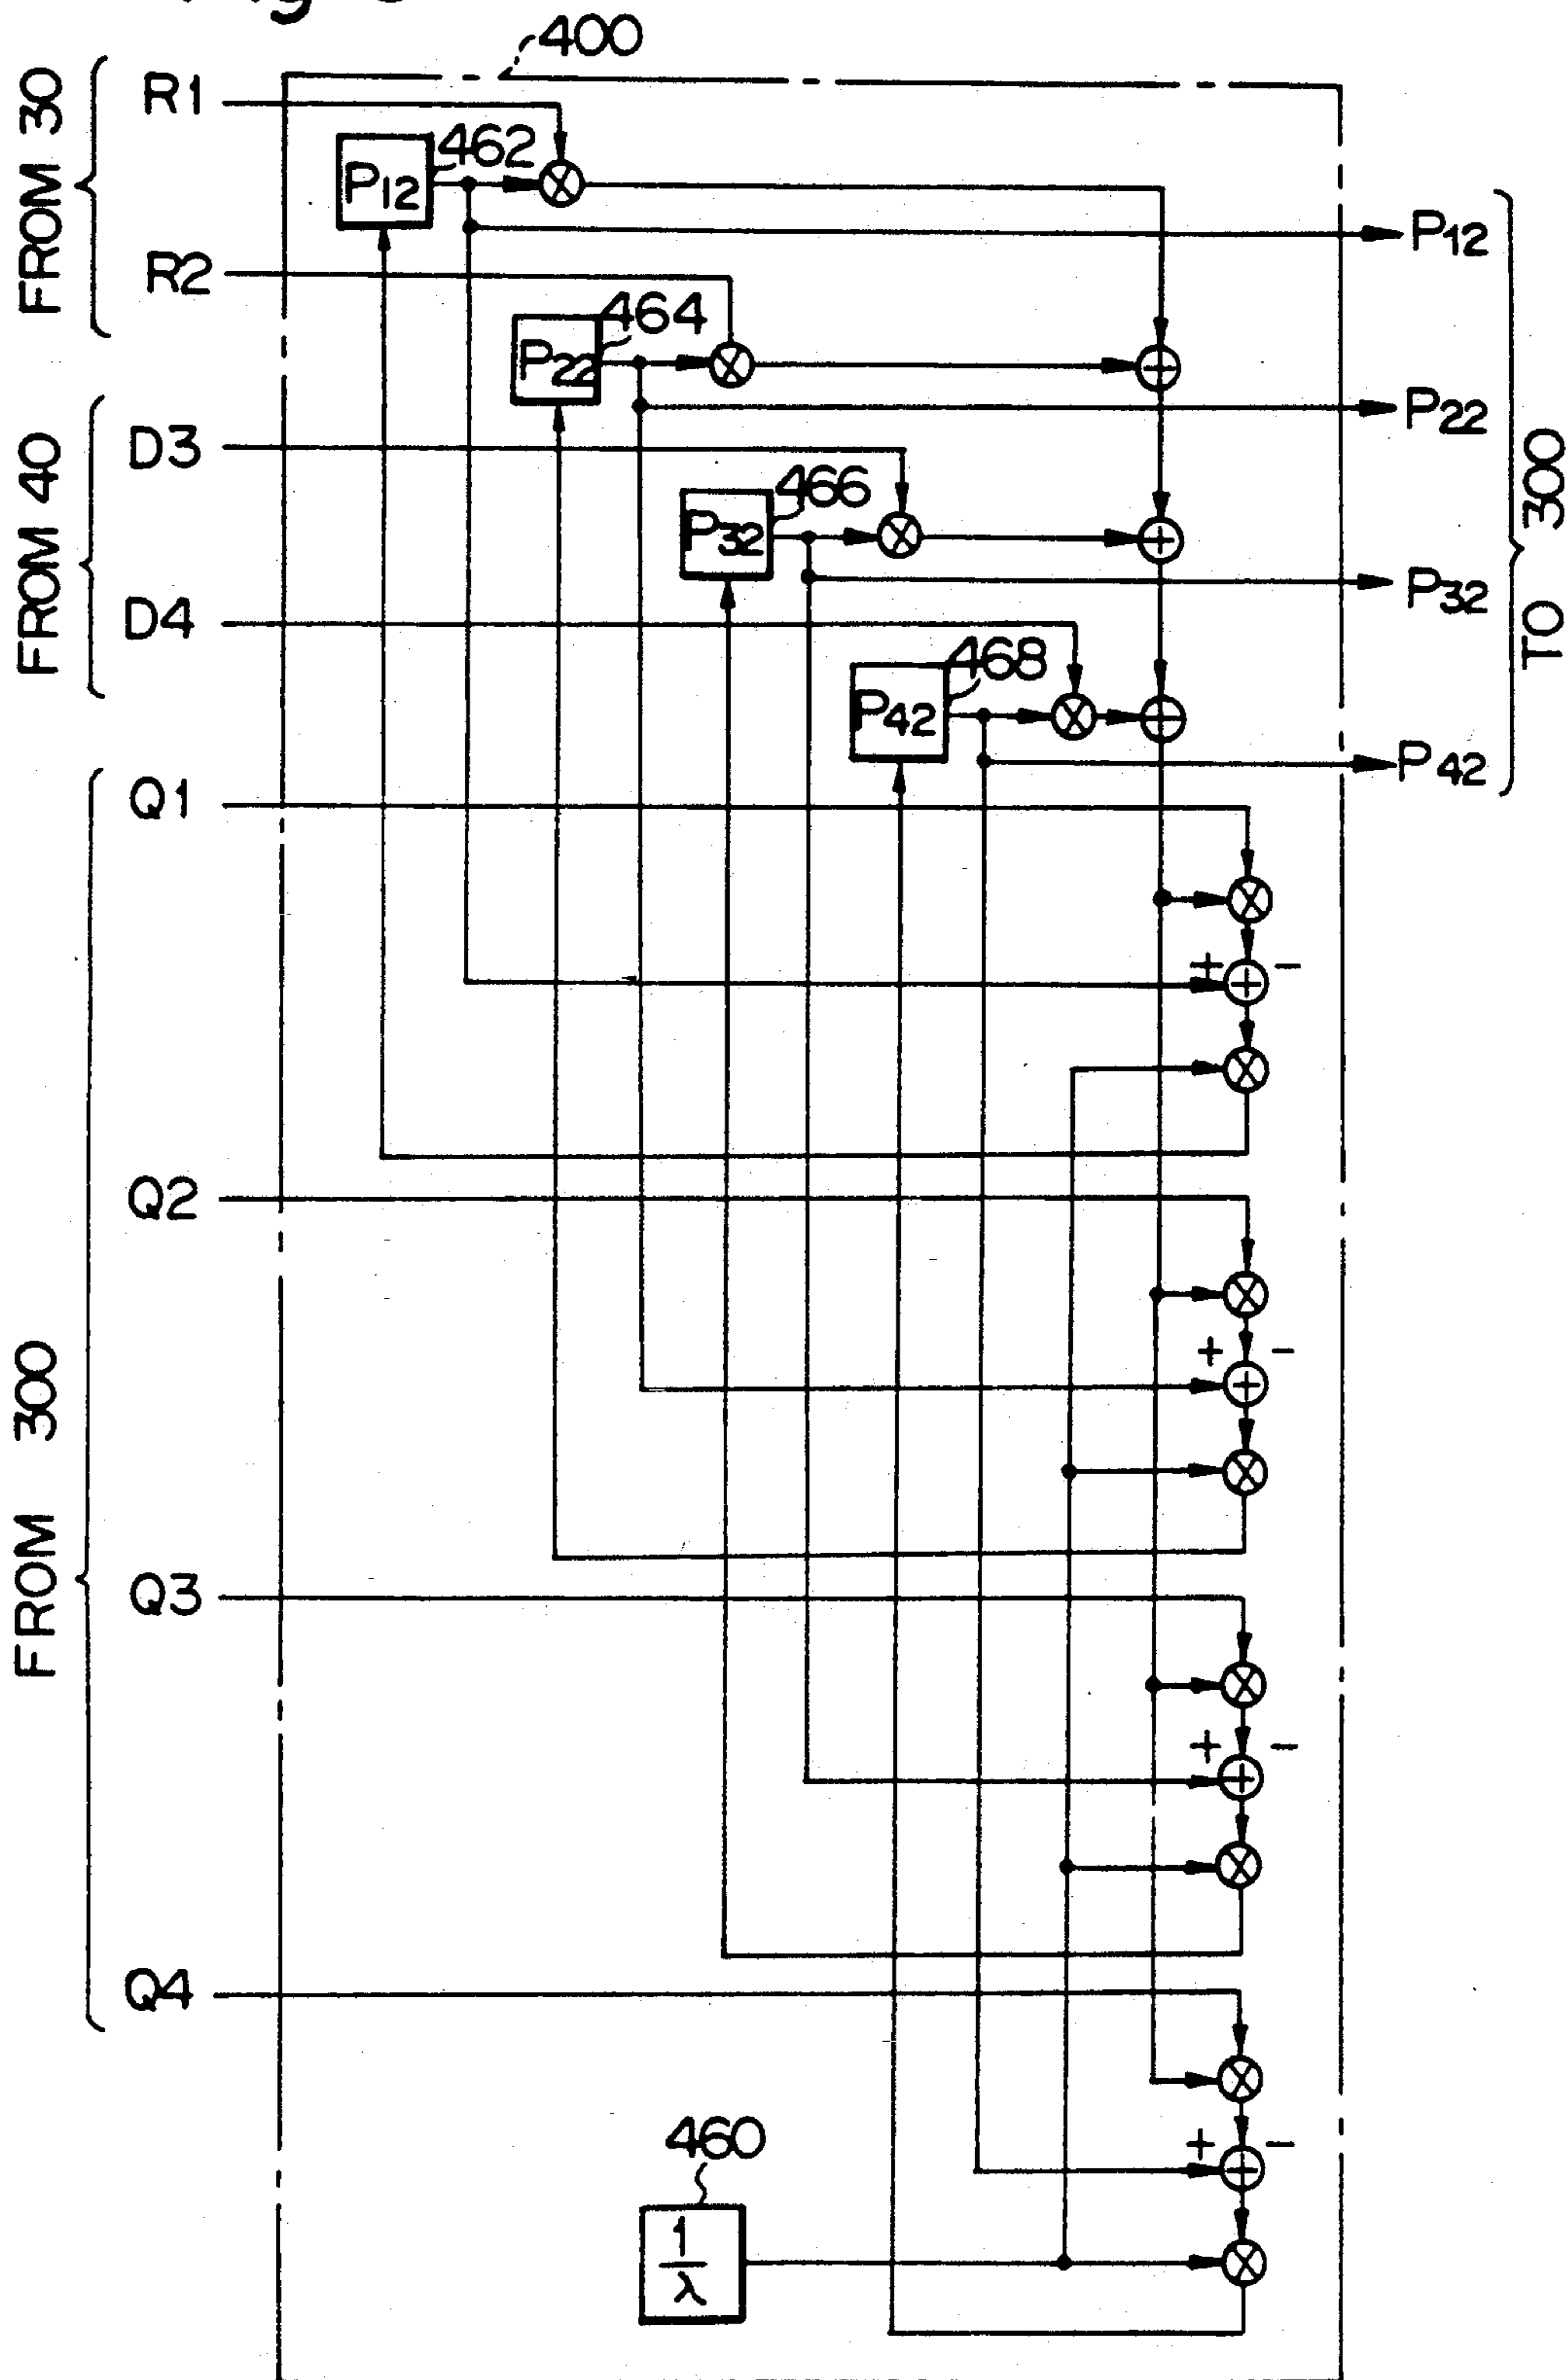 400
FROM 30
R1
462
P12
P12
R2
464
P22
P22
FROM 40
D3
466
P32
P32
D4
468
P42
P42
TO 300
FROM 300
Q1
+ -
Q2
+ -
Q3
+ -
Q4
+ -
460
1
λ